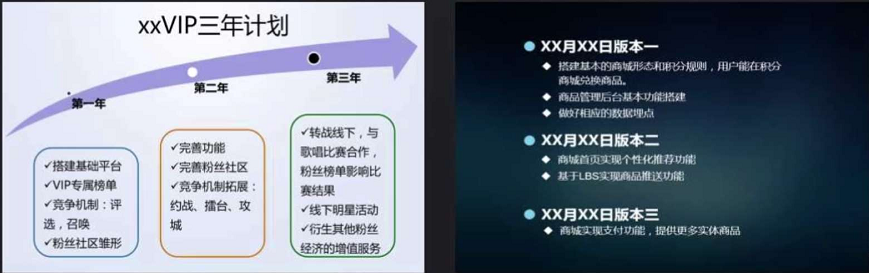 xxVIP三年计划
第一年
第二年
第三年
✓搭建基础平台
✓VIP专属榜单
✓竞争机制：评
选，召唤
✓粉丝社区雏形
✓完善功能
✓完善粉丝社区
✓竞争机制拓展：
约战、擂台、攻
城
✓转战线下，与
歌唱比赛合作，
粉丝榜单影响比
赛结果
✓线下明星活动
✓衍生其他粉丝
经济的增值服务
XX月XX日版本一
搭建基本的商城形态和积分规则，用户能在积分
商城兑换商品。
商品管理后台基本功能搭建
做好相应的数据埋点
XX月XX日版本二
商城首页实现个性化推荐功能
基于LBS实现商品推送功能
XX月XX日版本三
商城实现支付功能，提供更多实体商品